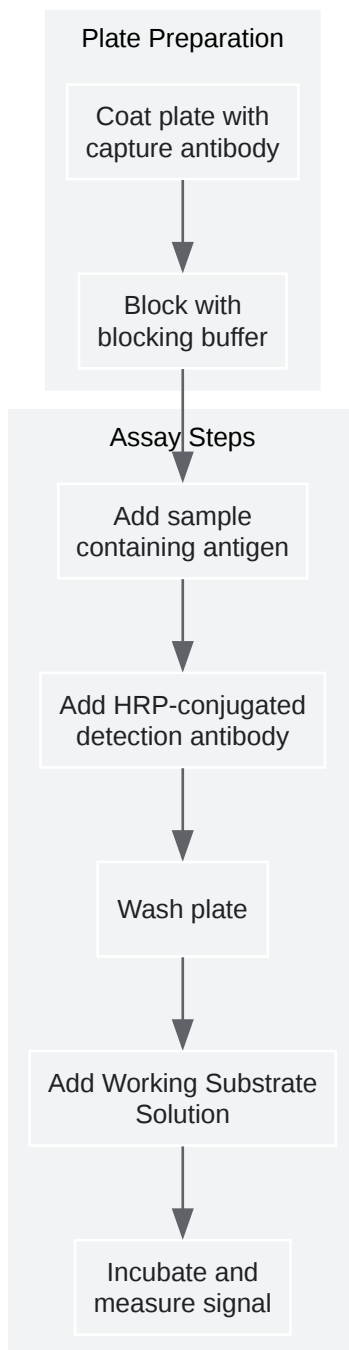 Plate Preparation
Coat plate with
capture antibody
Block with
blocking buffer
Assay Steps
Add sample
containing antigen
Add HRP-conjugated
detection antibody
Wash plate
Add Working Substrate
Solution
Incubate and
measure signal